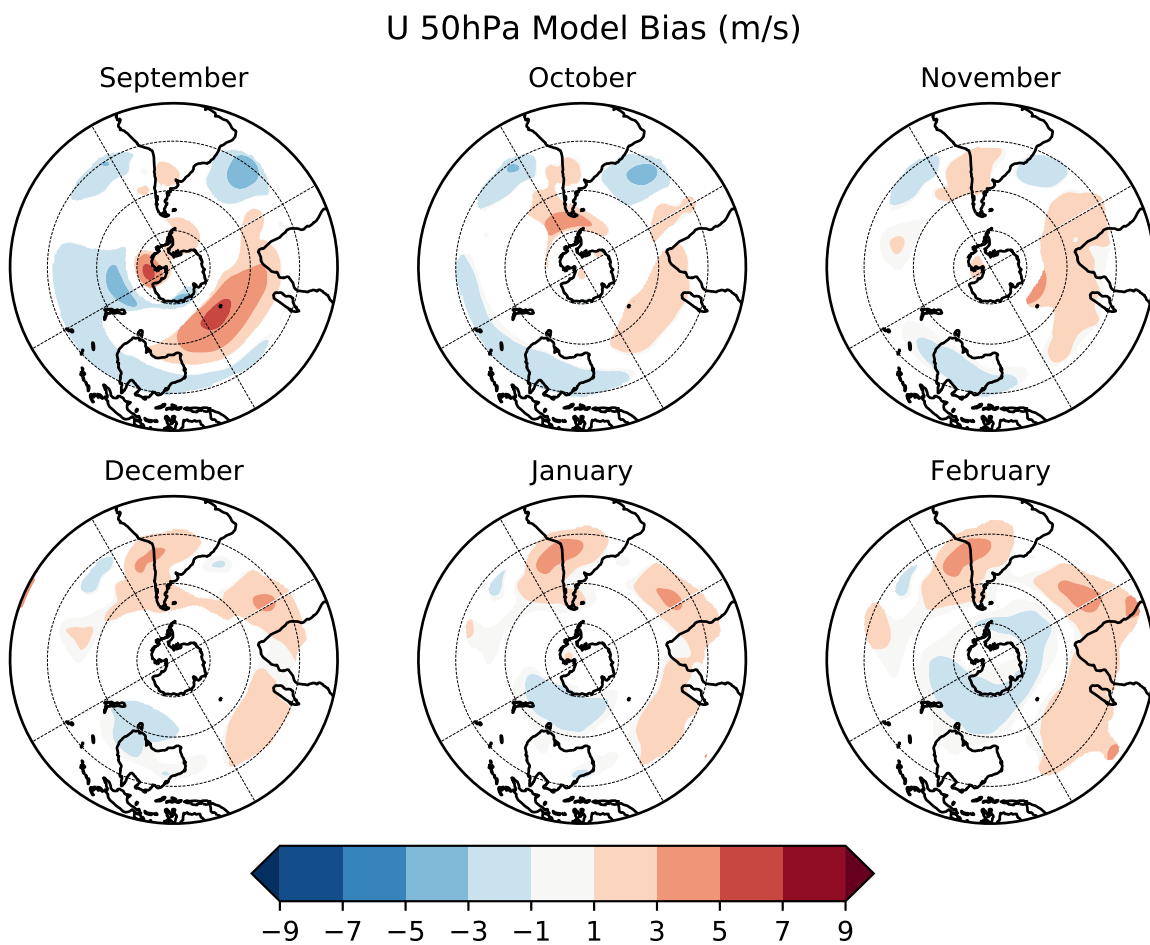 U 50hPa Model Bias (m/s)
September October November
December January February
−9 −7 −5 −3 −1 1 3 5 7 9